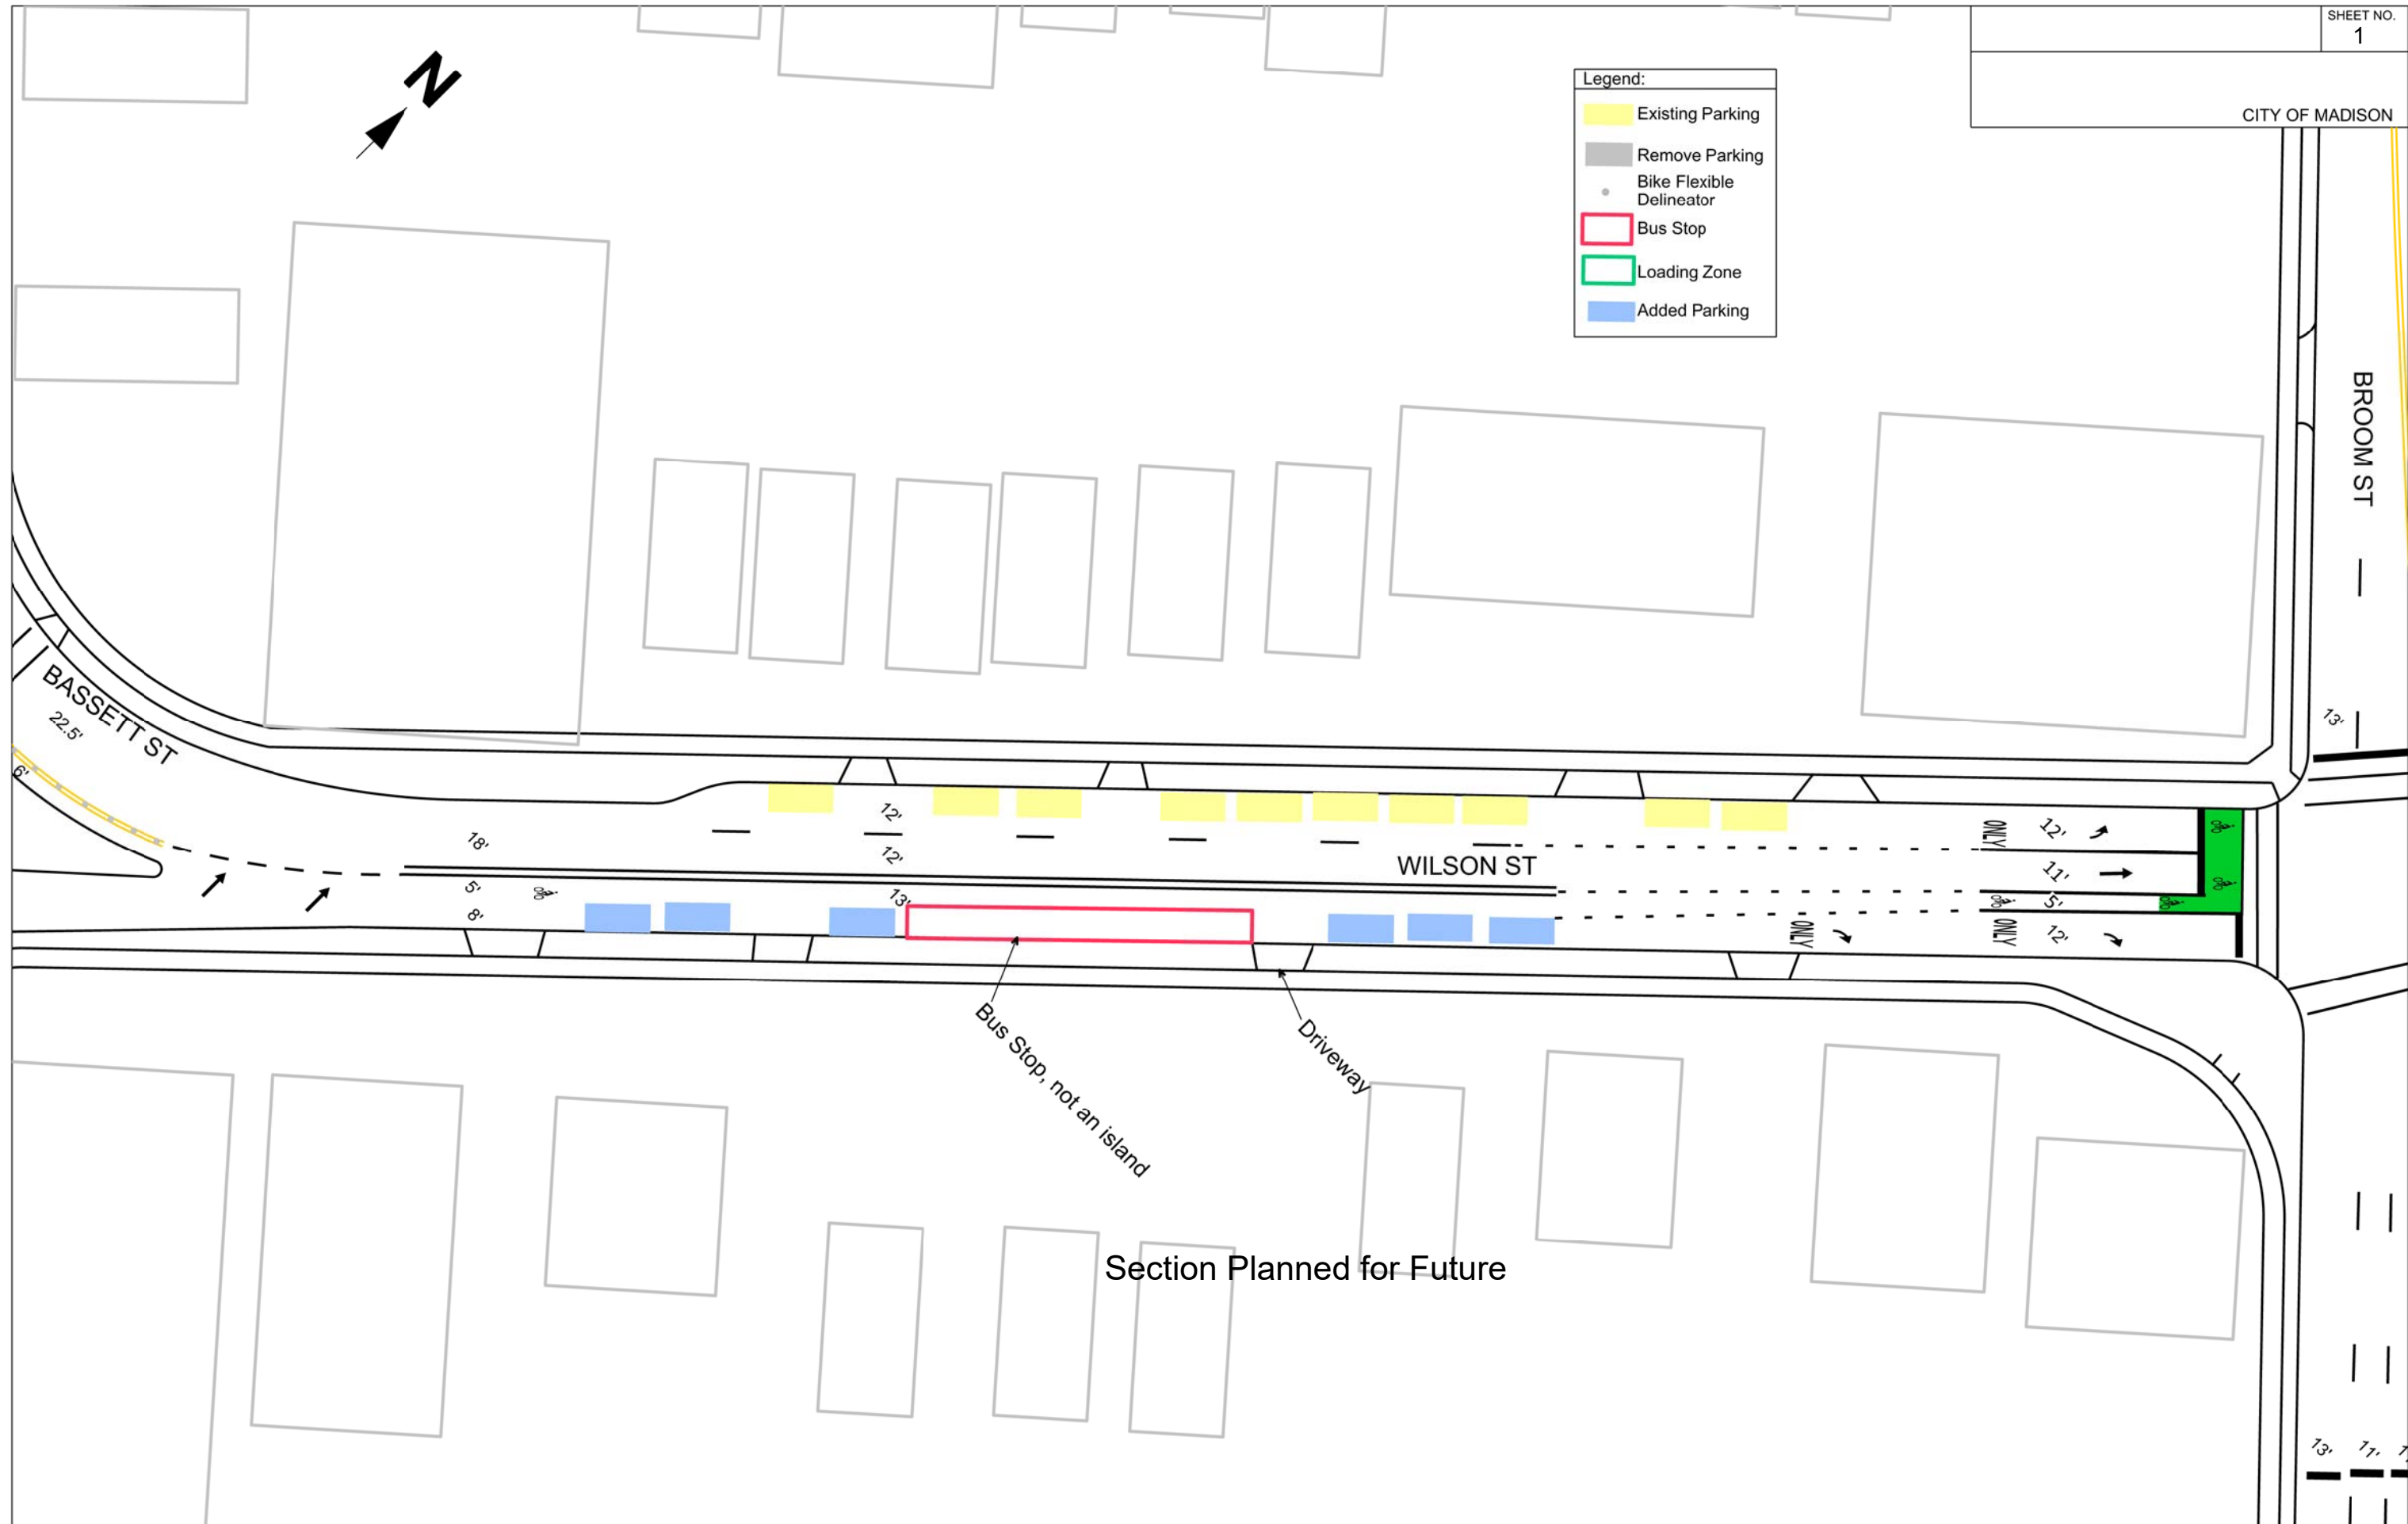 SHEET NO.
1
CITY OF MADISON
N
Legend:
Existing Parking
Remove Parking
Bike Flexible
Delineator
Bus Stop
Loading Zone
Added Parking
BROOM ST
13'
BASSETT ST
22.5'
6'
18'
12'
12'
WILSON ST
5'
8'
13'
ONLY
12'
11'
5'
ONLY
ONLY
12'
Bus Stop, not an island
Driveway
Section Planned for Future
13'
11'